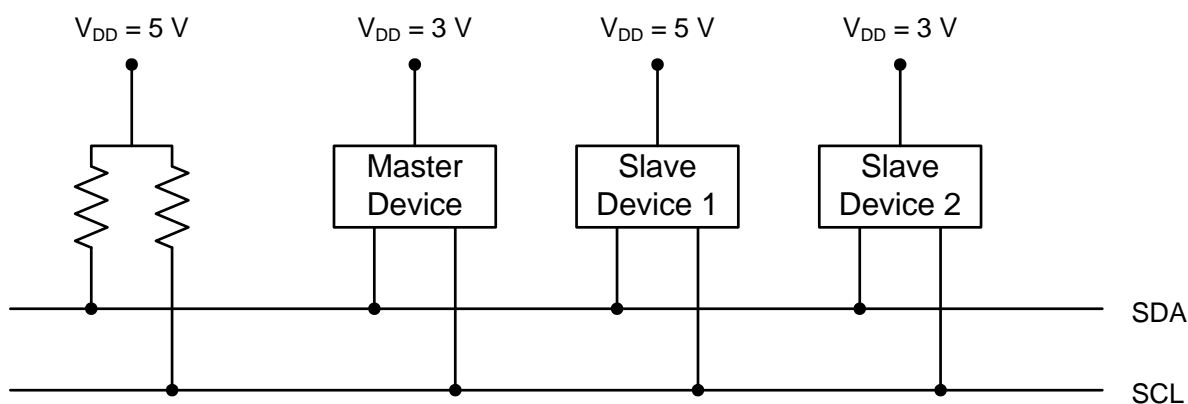 V_DD = 5 V
V_DD = 3 V
V_DD = 5 V
V_DD = 3 V
Master
Device
Slave
Device 1
Slave
Device 2
SDA
SCL